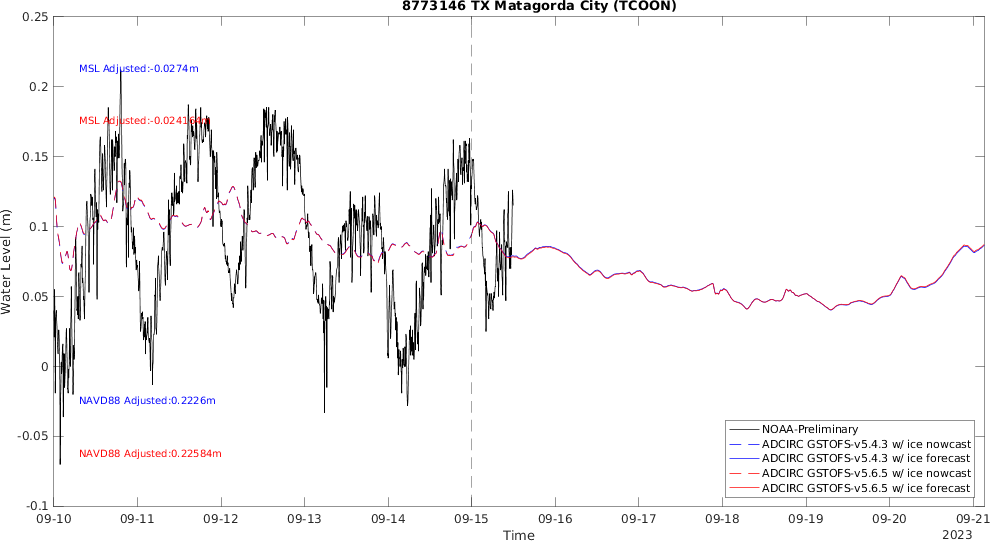 8773146 TX Matagorda City (TCOON)
0.25
0.2
0.15
0.1
0.05
0
-0.05
-0.1
Water Level (m)
MSL Adjusted:-0.0274m
MSL Adjusted:-0.024164m
NAVD88 Adjusted:0.2226m
NAVD88 Adjusted:0.22584m
NOAA-Preliminary
ADCIRC GSTOFS-v5.4.3 w/ ice nowcast
ADCIRC GSTOFS-v5.4.3 w/ ice forecast
ADCIRC GSTOFS-v5.6.5 w/ ice nowcast
ADCIRC GSTOFS-v5.6.5 w/ ice forecast
09-10 09-11 09-12 09-13 09-14 09-15 09-16 09-17 09-18 09-19 09-20 09-21
Time
2023